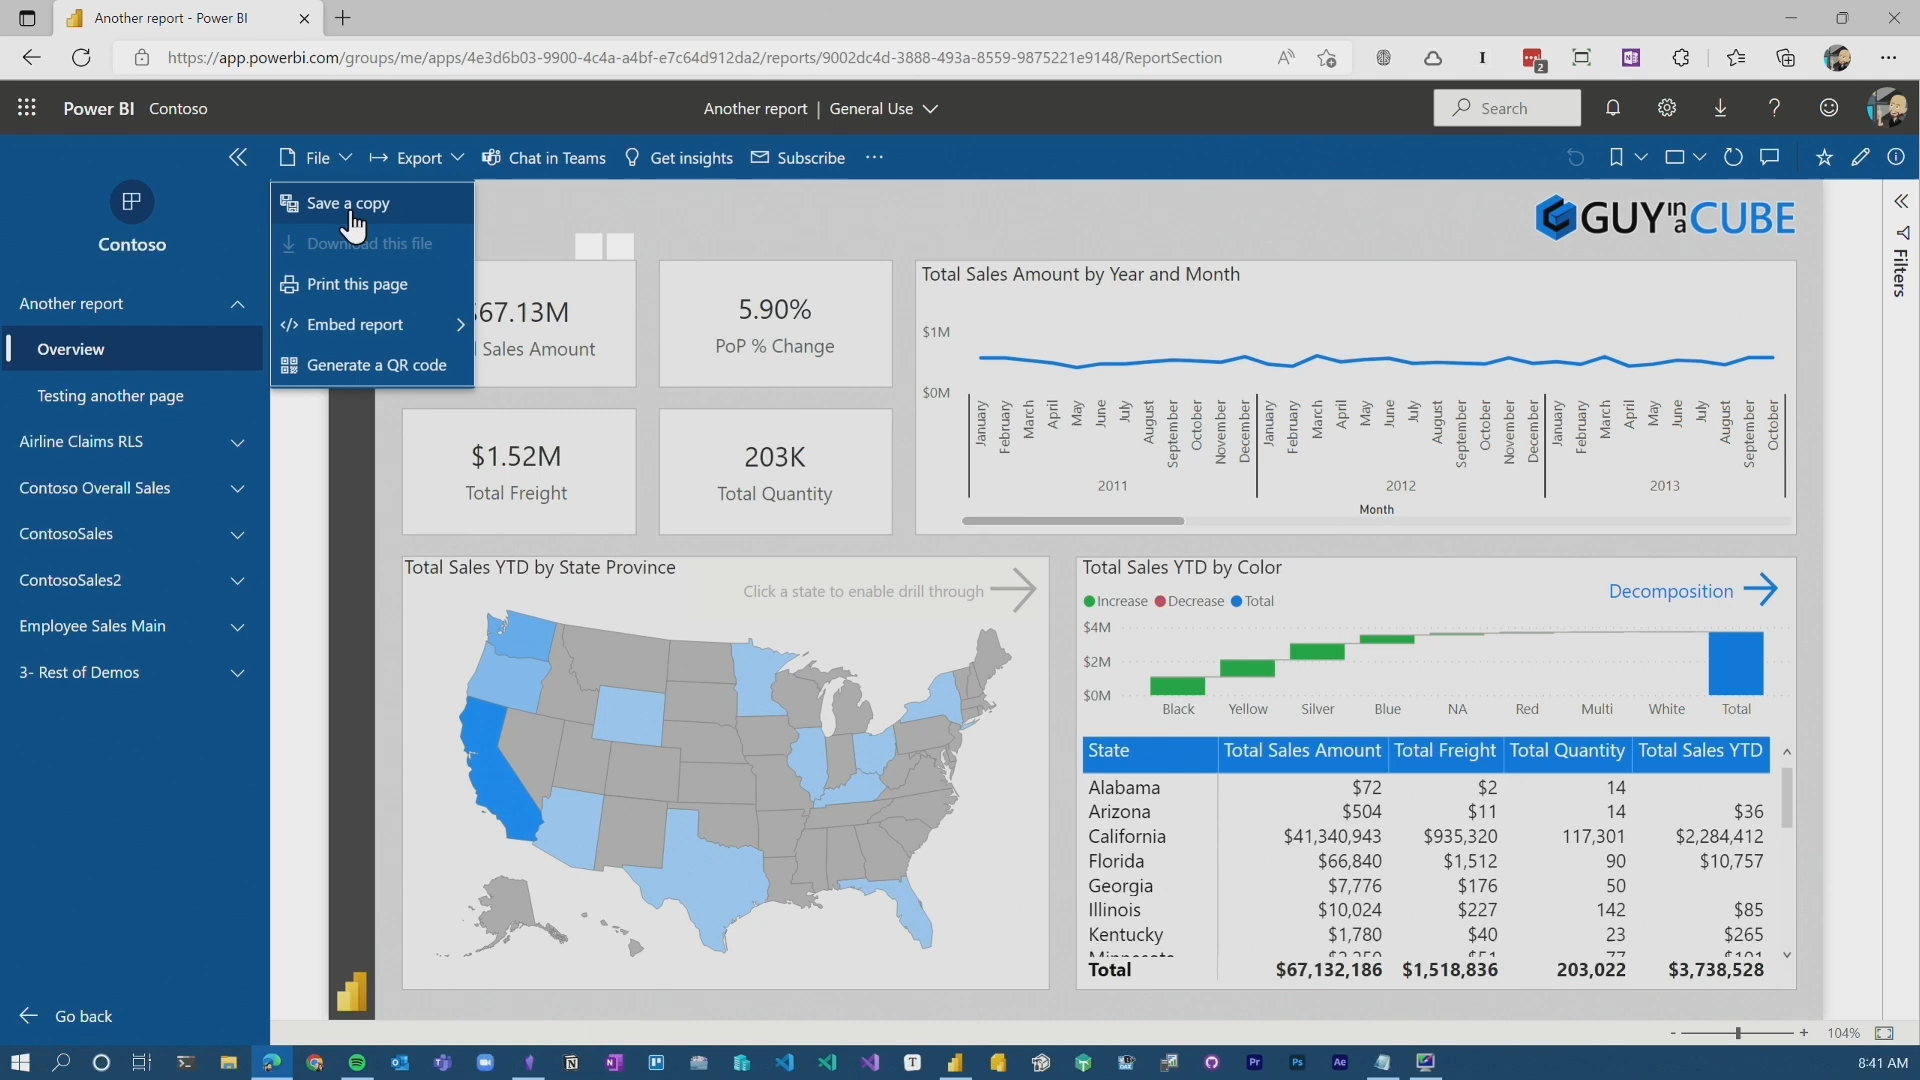 Another report - Power BI
https://app.powerbi.com/groups/me/apps/4e3d6b03-9900-4c4a-a4bf-e7c64d912da2/reports/9002dc4d-3888-493a-8559-9875221e9148/ReportSection
2
Power BI Contoso
Another report | General Use
Search
File Export Chat in Teams Get insights Subscribe
Contoso
Another report
Overview
Testing another page
Airline Claims RLS
Contoso Overall Sales
ContosoSales
ContosoSales2
Employee Sales Main
3- Rest of Demos
Go back
Save a copy
Download this file
Print this page
Embed report
Generate a QR code
GUY in a CUBE
Filters
$67.13M
Sales Amount
5.90%
PoP % Change
$1.52M
Total Freight
203K
Total Quantity
Total Sales Amount by Year and Month
$1M
$0M
January February March April May June July August September October November December January February March April May June July August September October November December January February March April May June July August September October
2011 2012 2013
Month
Total Sales YTD by State Province
Click a state to enable drill through
Total Sales YTD by Color
Increase Decrease Total
Decomposition
$4M
$2M
$0M
Black Yellow Silver Blue NA Red Multi White Total
State Total Sales Amount Total Freight Total Quantity Total Sales YTD
Alabama $72 $2 14
Arizona $504 $11 14 $36
California $41,340,943 $935,320 117,301 $2,284,412
Florida $66,840 $1,512 90 $10,757
Georgia $7,776 $176 50
Illinois $10,024 $227 142 $85
Kentucky $1,780 $40 23 $265
Total $67,132,186 $1,518,836 203,022 $3,738,528
- + 104%
8:41 AM